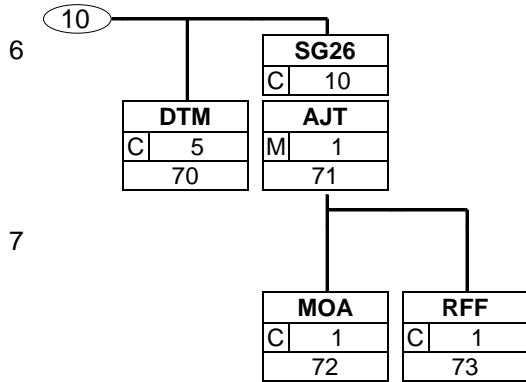 10
6
SG26
C 10
DTM AJT
C 5 M 1
70 71
7
MOA RFF
C 1 C 1
72 73